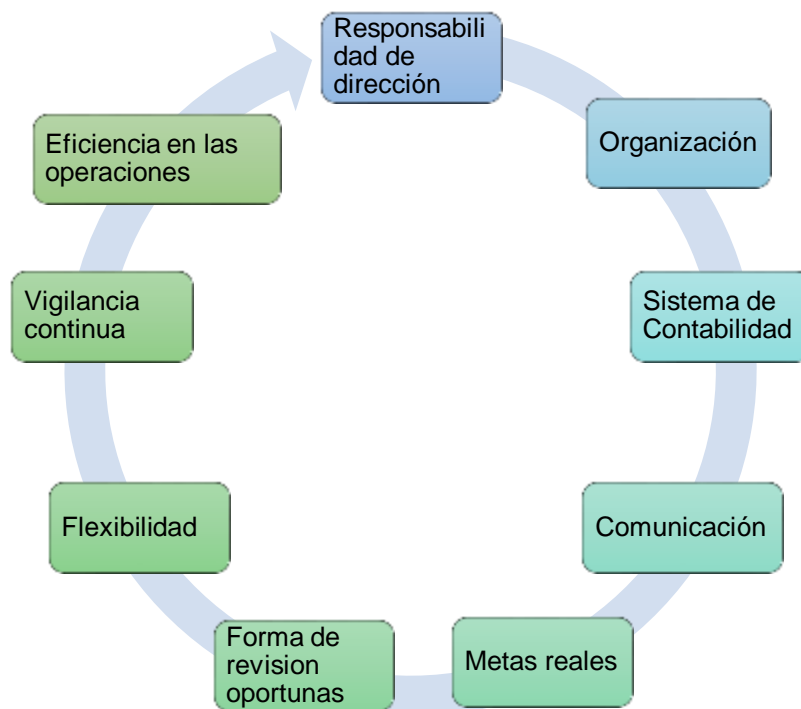 Responsabili
dad de
dirección
Organización
Sistema de
Contabilidad
Comunicación
Metas reales
Forma de
revision
oportunas
Flexibilidad
Vigilancia
continua
Eficiencia en las
operaciones